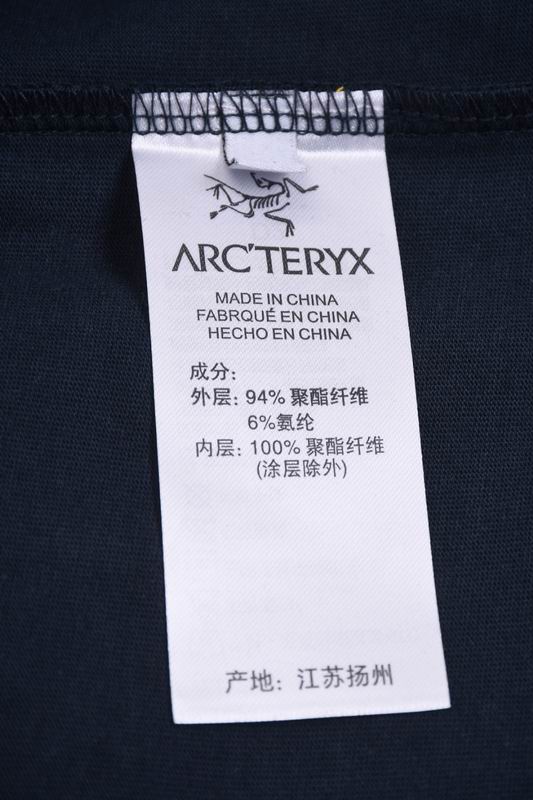 ARC'TERYX
MADE IN CHINA
FABRQUÉ EN CHINA
HECHO EN CHINA
成分：
外层：94% 聚酯纤维
6%氨纶
内层：100% 聚酯纤维
(涂层除外)
产地：江苏扬州